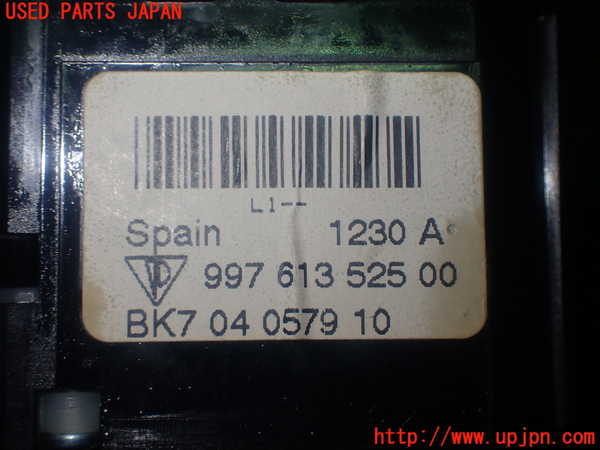 USED PARTS JAPAN
L1--
Spain 1230 A
997 613 525 00
BK7 04 0579 10
http://www.upjpn.com/